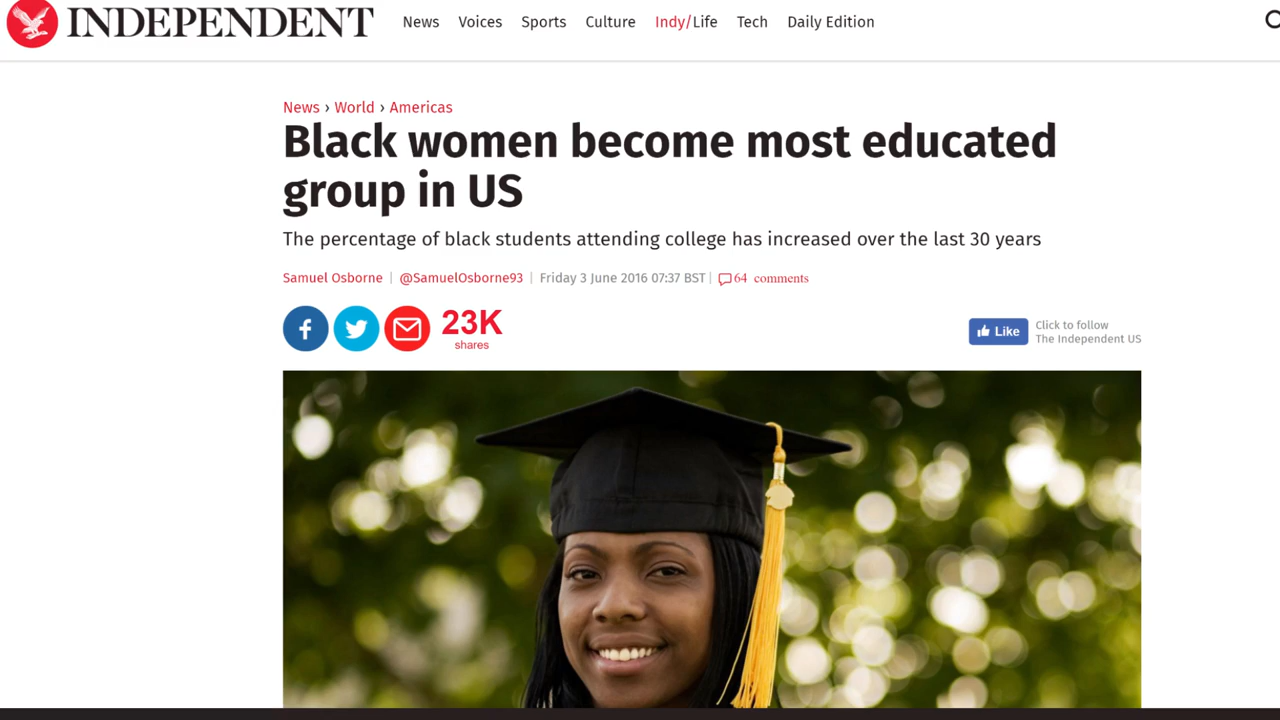 INDEPENDENT News Voices Sports Culture Indy/Life Tech Daily Edition
News › World › Americas
Black women become most educated
group in US
The percentage of black students attending college has increased over the last 30 years
Samuel Osborne | @SamuelOsborne93 | Friday 3 June 2016 07:37 BST | 64 comments
23K
shares
Like
Click to follow
The Independent US